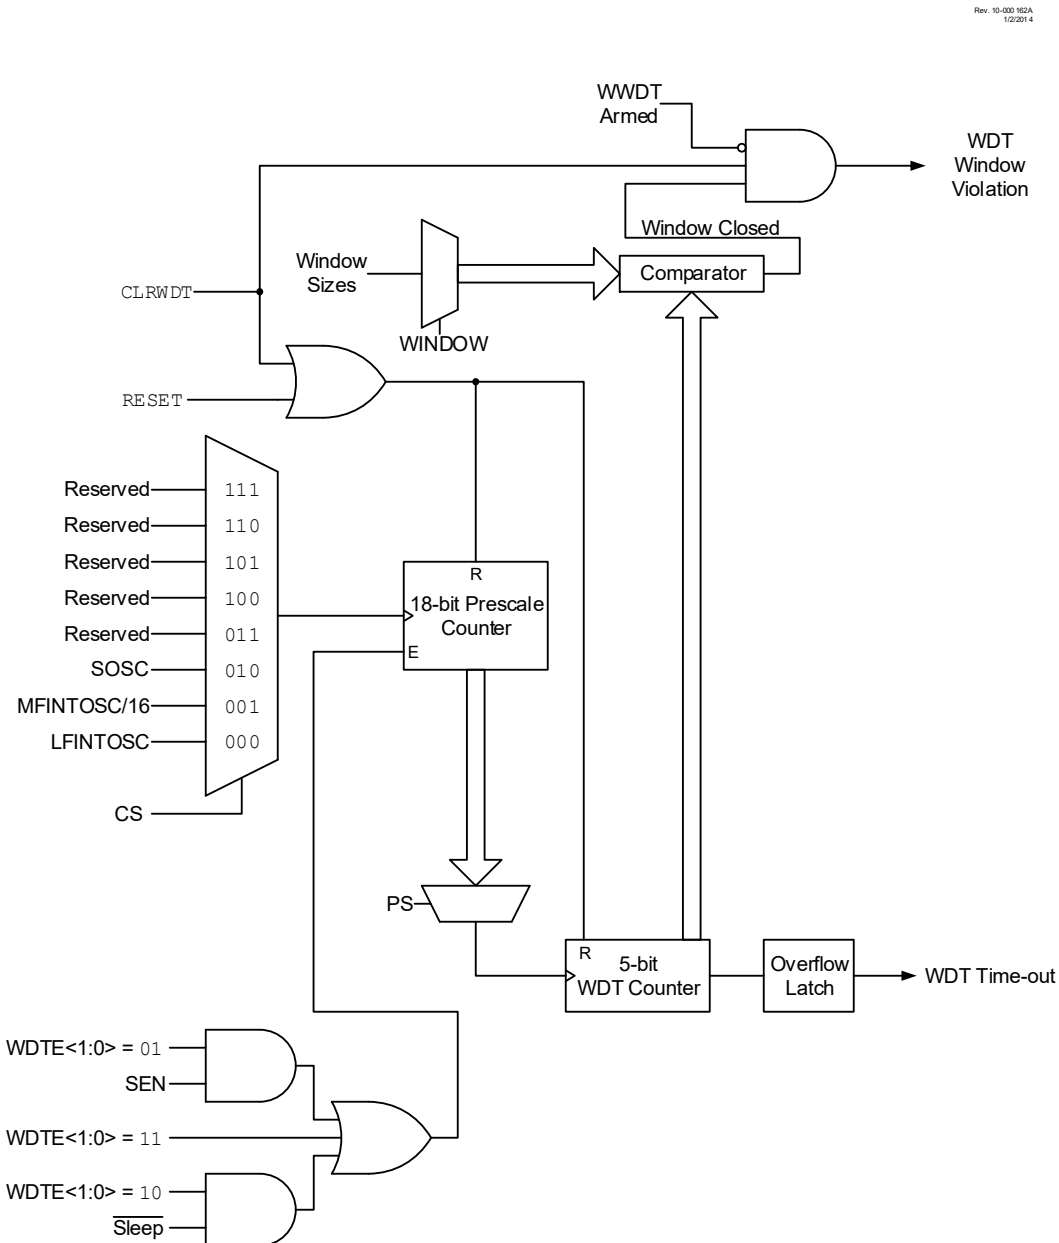 Rev. 10-000 162A
1/2/201 4
WWDT
Armed
WDT
Window
Violation
Window Closed
Window
Sizes
Comparator
CLRWDT
WINDOW
RESET
Reserved 111
Reserved 110
Reserved 101
Reserved 100
Reserved 011
SOSC 010
MFINTOSC/16 001
LFINTOSC 000
CS
R
18-bit Prescale
Counter
E
PS
R
5-bit
WDT Counter
Overflow
Latch
WDT Time-out
WDTE<1:0> = 01
SEN
WDTE<1:0> = 11
WDTE<1:0> = 10
Sleep